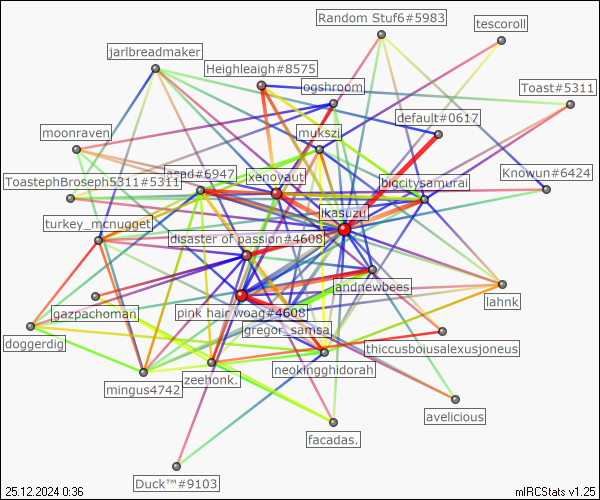 Random Stuf6#5983
tescoroll
jarlbreadmaker
Heighleaigh#8575
ogshroom
Toast#5311
default#0617
moonraven
mukszi
asad#6947
xenoyaut
Knowun#6424
ToastephBroseph5311#5311
bigcitysamurai
ikasuzu
turkey_mcnugget
disaster of passion#4608
andnewbees
lahnk
gazpachoman
pink hair woag#4608
gregor_samsa
doggerdig
thiccusboiusalexusjoneus
neokingghidorah
zeehonk.
mingus4742
avelicious
facadas.
Duck™#9103
25.12.2024 0:36
mIRCStats v1.25